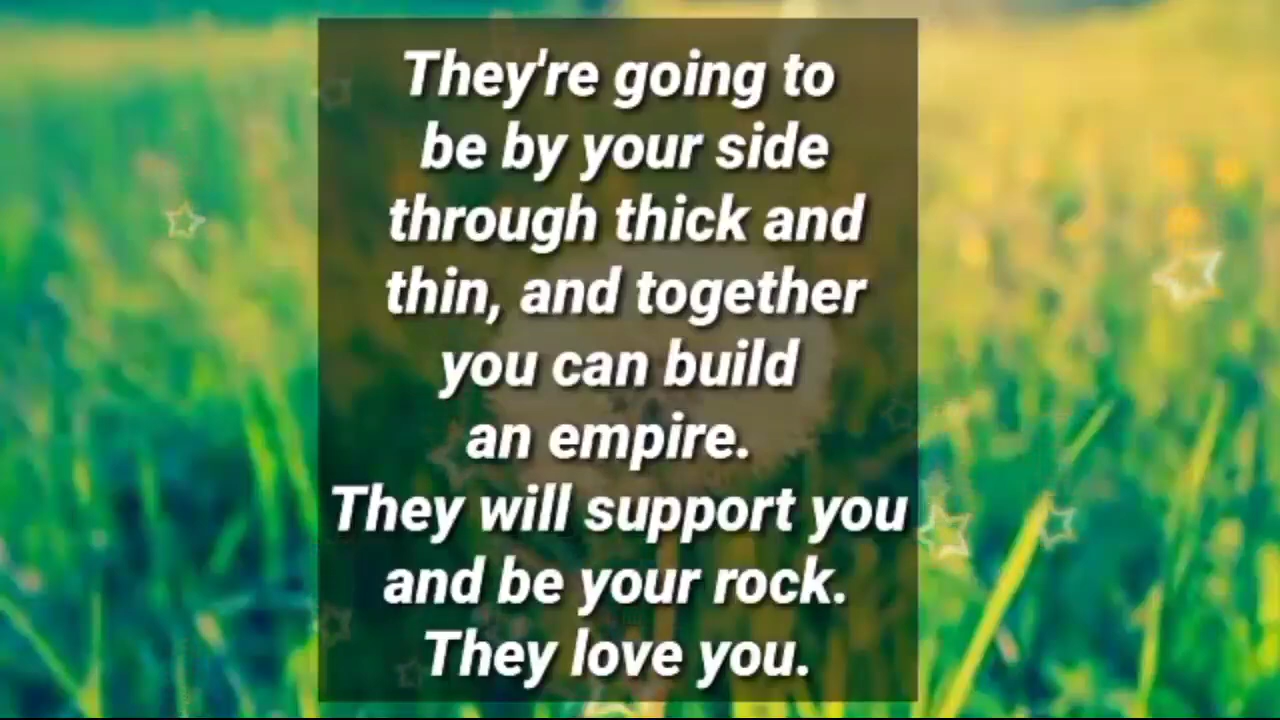 They're going to
be by your side
through thick and
thin, and together
you can build
an empire.
They will support you
and be your rock.
They love you.